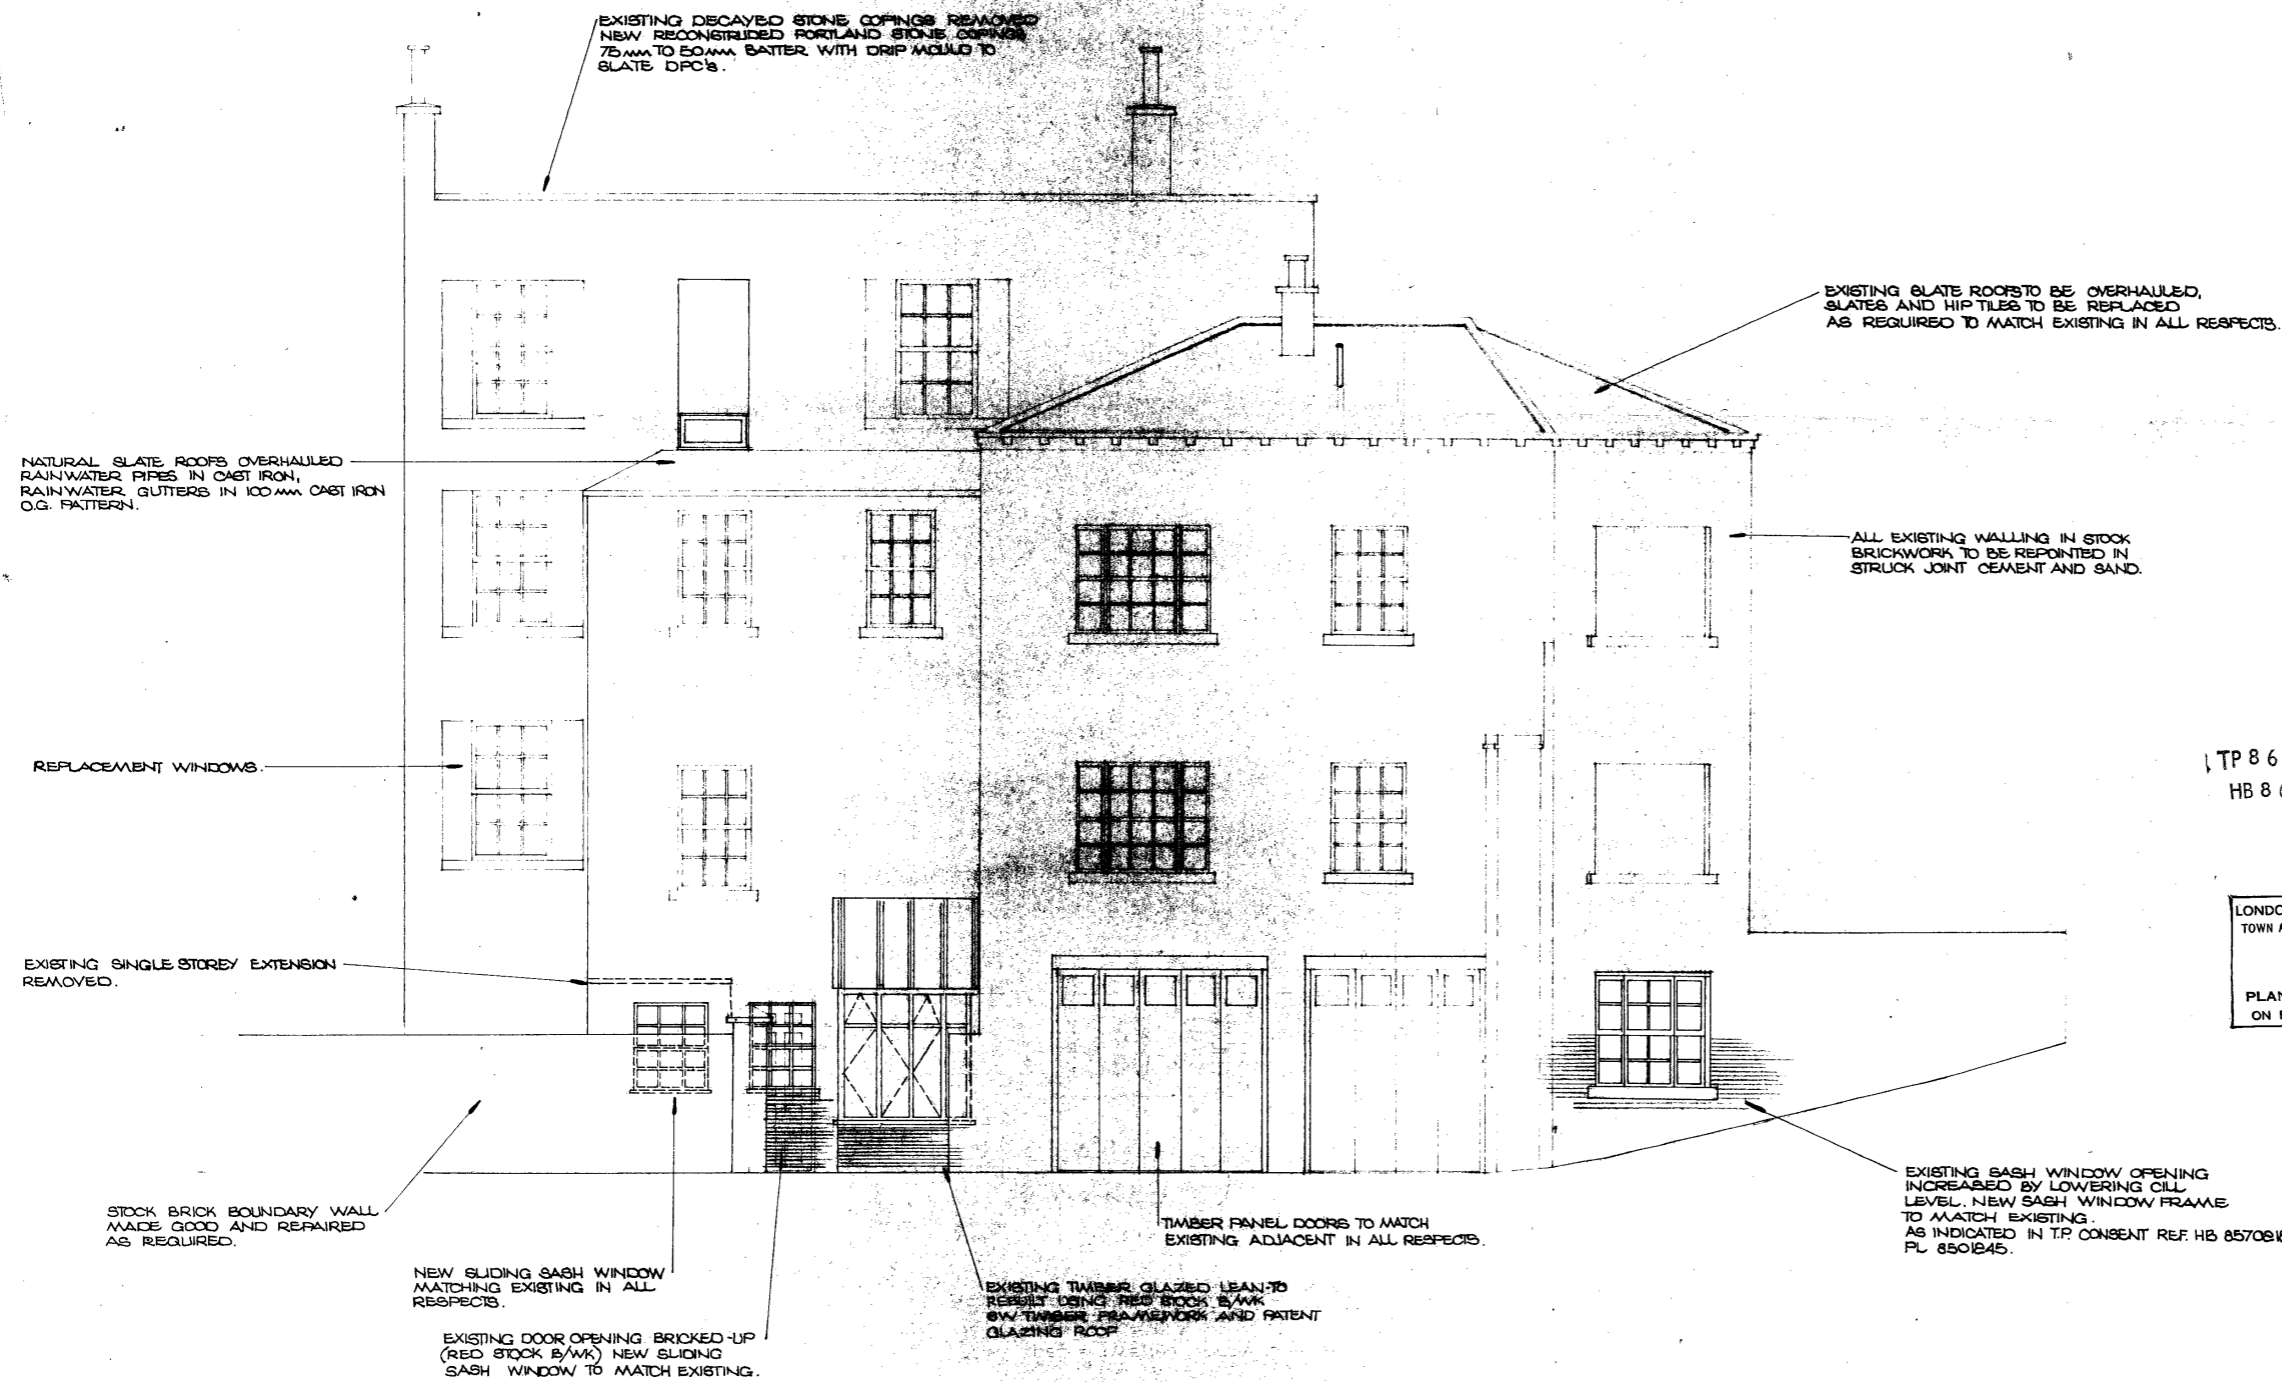 EXISTING DECAYED STONE COPINGS REMOVED
NEW RECONSTRUDED PORTLAND STONE COPINGS
75mm TO 50mm BATTER WITH DRIP MOULD TO
SLATE DPC's.
EXISTING SLATE ROOFS TO BE OVERHAULED,
SLATES AND HIP TILES TO BE REPLACED
AS REQUIRED TO MATCH EXISTING IN ALL RESPECTS.
NATURAL SLATE ROOFS OVERHAULED
RAINWATER PIPES IN CAST IRON,
RAINWATER GUTTERS IN 100mm CAST IRON
O.G. PATTERN.
ALL EXISTING WALLING IN STOCK
BRICKWORK TO BE REPOINTED IN
STRUCK JOINT CEMENT AND SAND.
REPLACEMENT WINDOWS.
TP 8 6
HB 8
LONDO
TOWN
PLAN
ON
EXISTING SINGLE STOREY EXTENSION
REMOVED.
STOCK BRICK BOUNDARY WALL
MADE GOOD AND REPAIRED
AS REQUIRED.
NEW SLIDING SASH WINDOW
MATCHING EXISTING IN ALL
RESPECTS.
EXISTING DOOR OPENING BRICKED-UP
(RED STOCK B/WK) NEW SLIDING
SASH WINDOW TO MATCH EXISTING.
EXISTING TIMBER GLAZED LEAN-TO
REBUILT USING RED STOCK B/WK
SW TIMBER FRAMEWORK AND PATENT
GLAZING ROOF
TIMBER PANEL DOORS TO MATCH
EXISTING ADJACENT IN ALL RESPECTS.
EXISTING SASH WINDOW OPENING
INCREASED BY LOWERING CILL
LEVEL. NEW SASH WINDOW FRAME
TO MATCH EXISTING.
AS INDICATED IN T.P. CONSENT REF. HB 857081
PL 8501845.